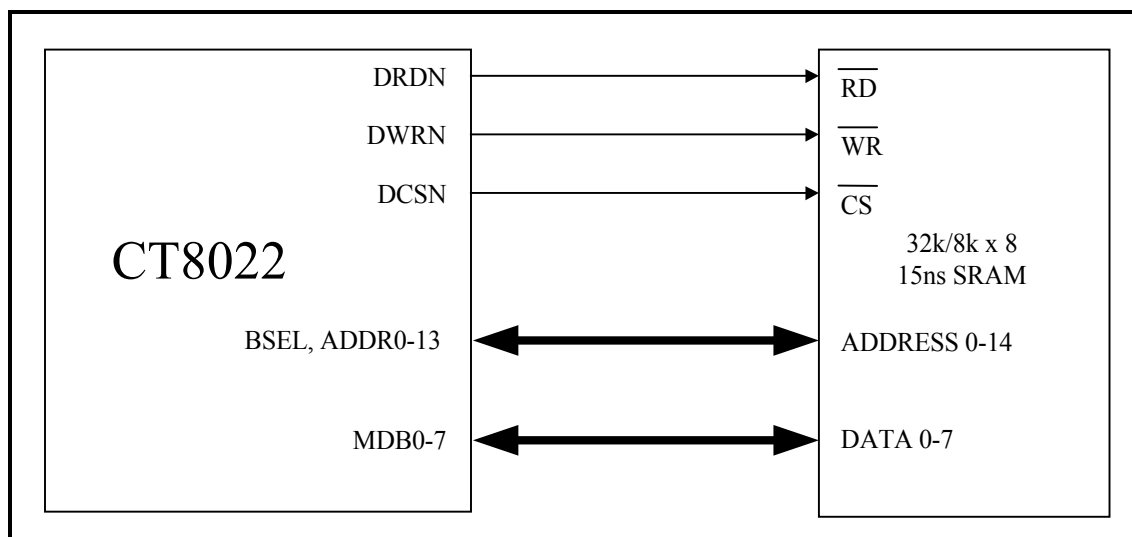 DRDN
DWRN
DCSN
CT8022
BSEL, ADDR0-13
MDB0-7
RD
WR
CS
32k/8k x 8
15ns SRAM
ADDRESS 0-14
DATA 0-7